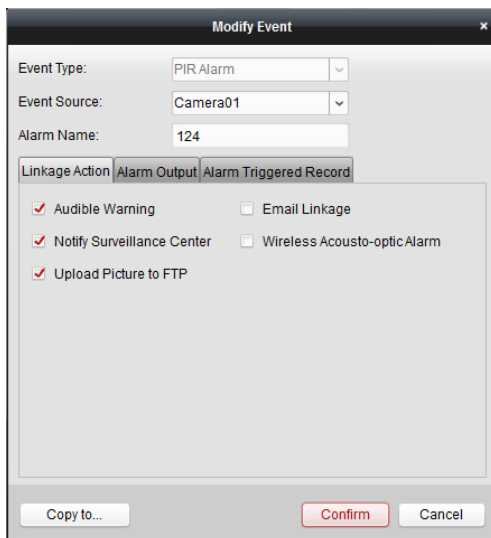 Modify Event ×
Event Type: PIR Alarm
Event Source: Camera01
Alarm Name: 124
Linkage Action Alarm Output Alarm Triggered Record
Audible Warning Email Linkage
Notify Surveillance Center Wireless Acousto-optic Alarm
Upload Picture to FTP
Copy to... Confirm Cancel